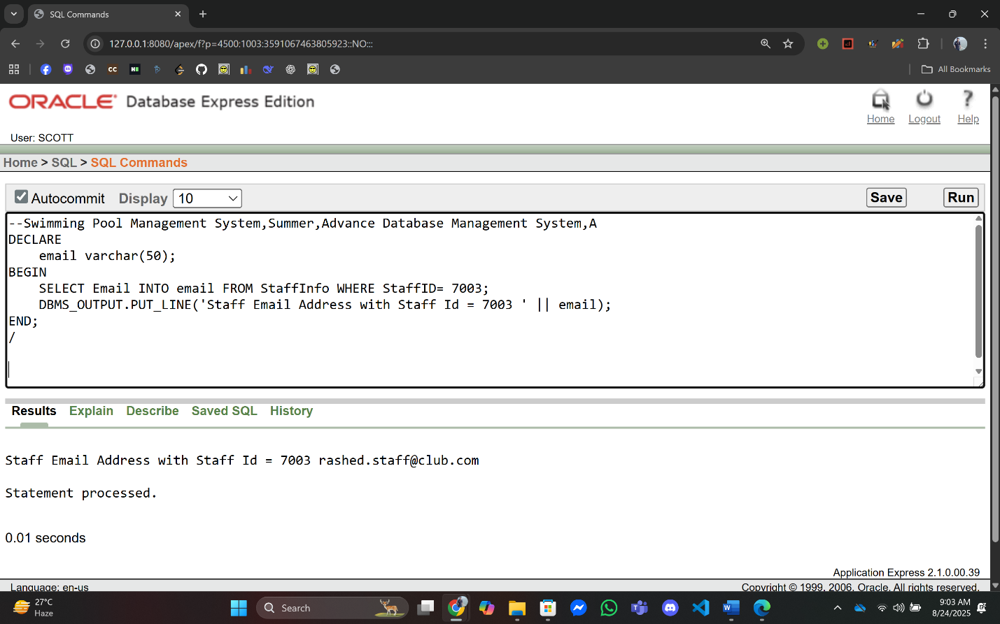 SQL Commands
127.0.0.1:8080/apex/f?p=4500:1003:3591067463805923::NO:::
All Bookmarks
ORACLE Database Express Edition
Home Logout Help
User: SCOTT
Home > SQL > SQL Commands
Autocommit Display 10 Save Run
--Swimming Pool Management System,Summer,Advance Database Management System,A
DECLARE
email varchar(50);
BEGIN
SELECT Email INTO email FROM StaffInfo WHERE StaffID= 7003;
DBMS_OUTPUT.PUT_LINE('Staff Email Address with Staff Id = 7003 ' || email);
END;
/
Results Explain Describe Saved SQL History
Staff Email Address with Staff Id = 7003 rashed.staff@club.com
Statement processed.
0.01 seconds
Application Express 2.1.0.00.39
Language: en-us Copyright © 1999, 2006, Oracle. All rights reserved.
27°C
Haze
Search
9:03 AM
8/24/2025